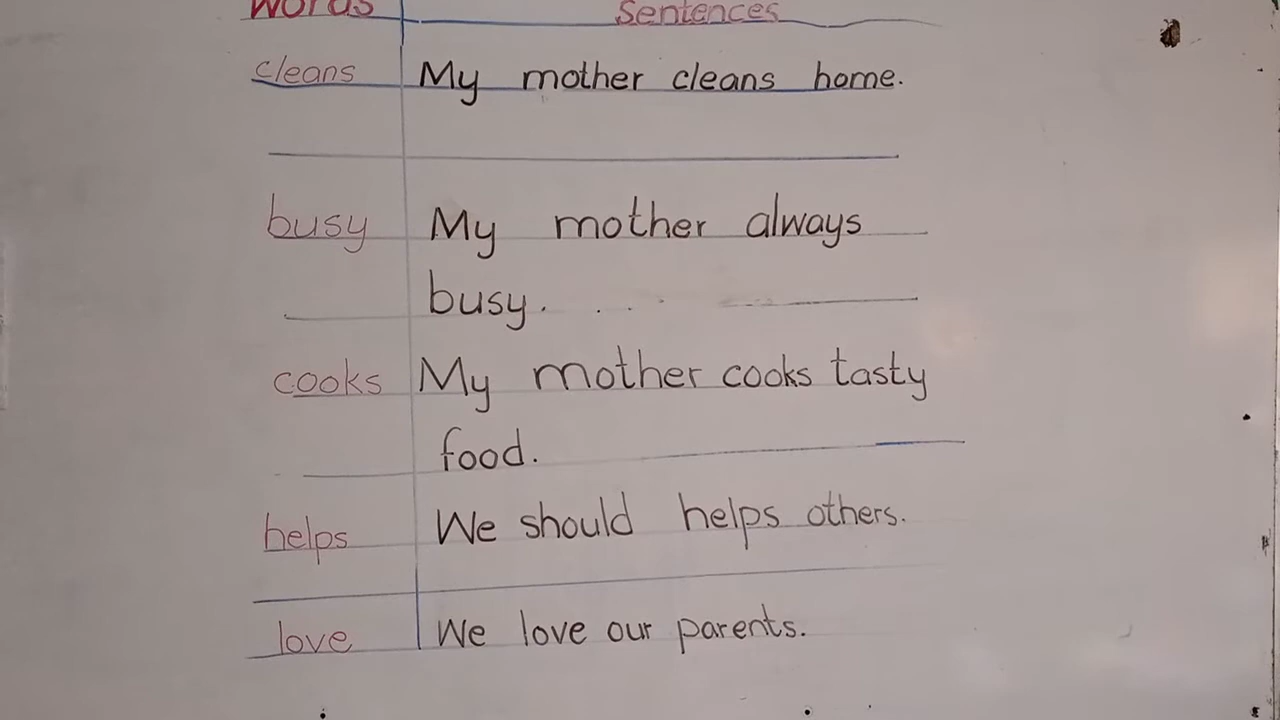 Words Sentences
cleans My mother cleans home.
busy My mother always
busy.
cooks My mother cooks tasty
food.
helps We should helps others.
love We love our parents.